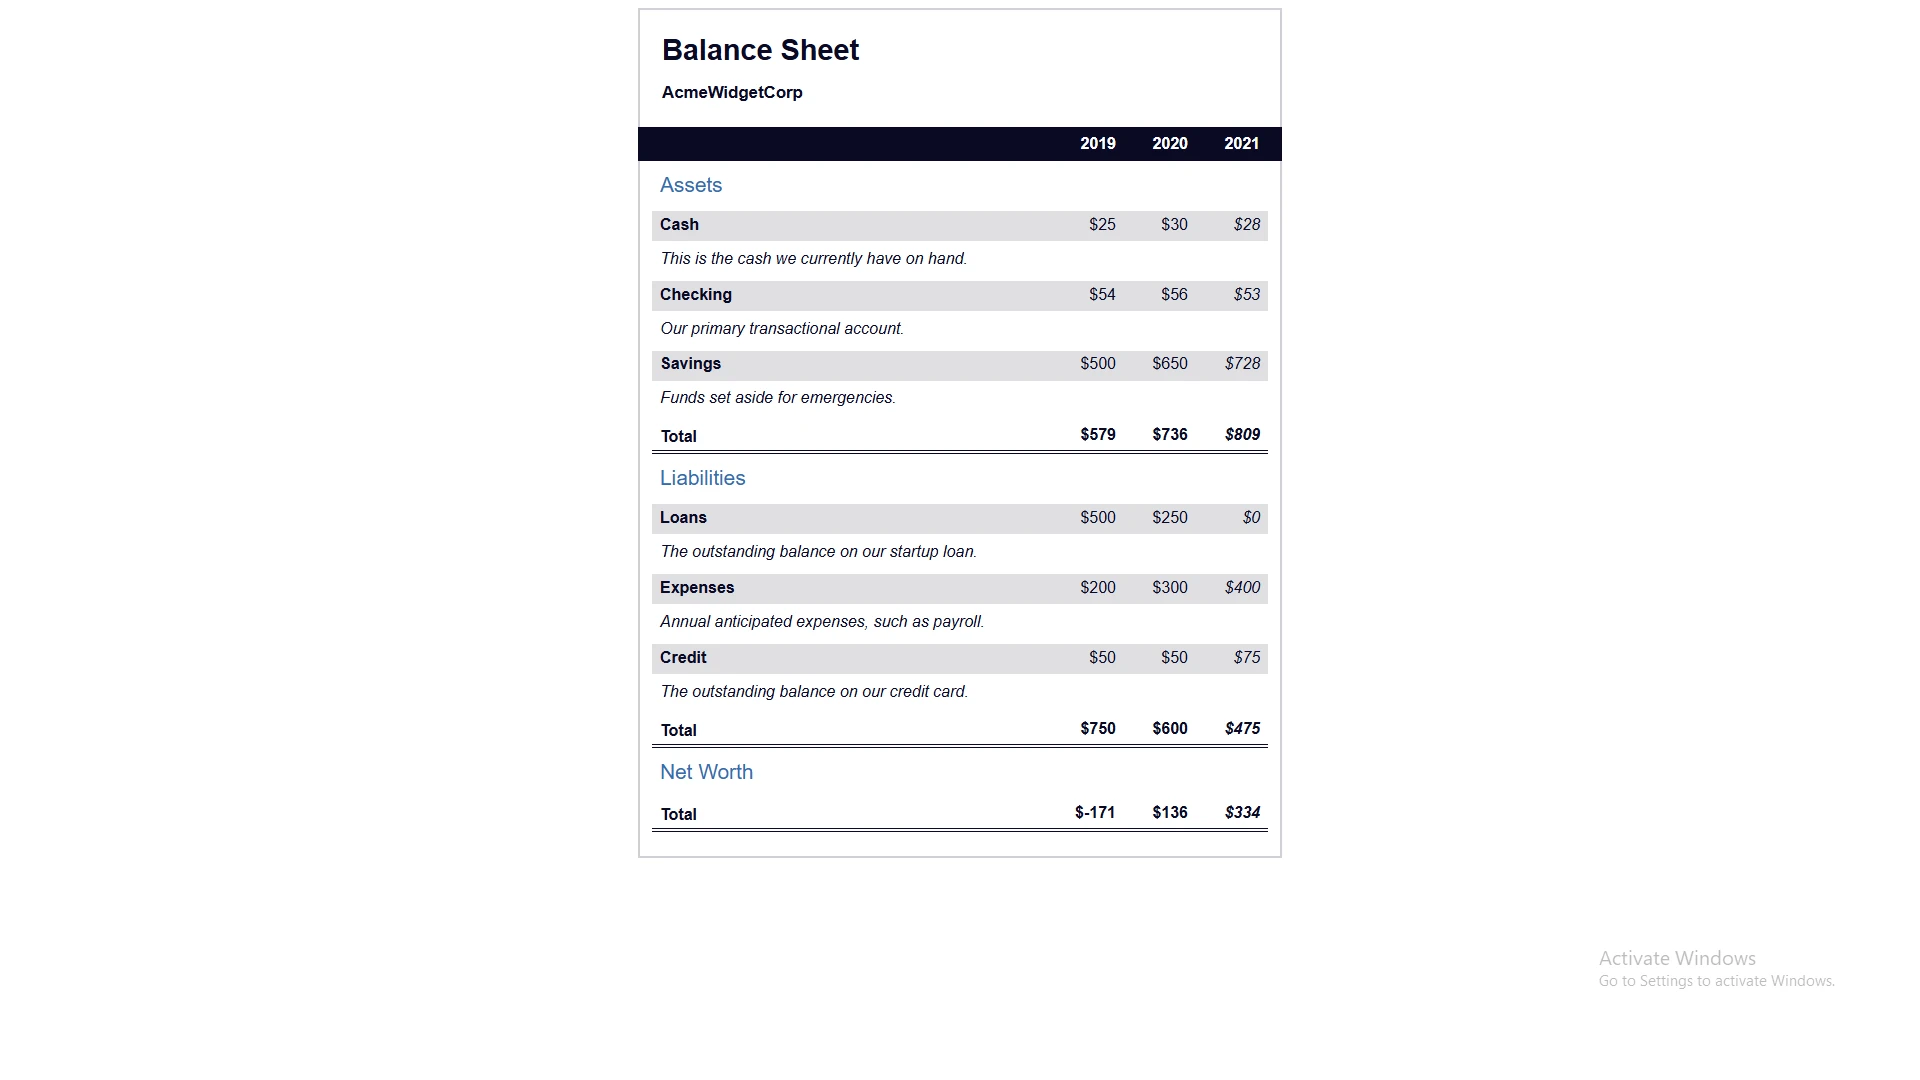 Balance Sheet
AcmeWidgetCorp
2019 2020 2021
Assets
Cash $25 $30 $28
This is the cash we currently have on hand.
Checking $54 $56 $53
Our primary transactional account.
Savings $500 $650 $728
Funds set aside for emergencies.
Total $579 $736 $809
Liabilities
Loans $500 $250 $0
The outstanding balance on our startup loan.
Expenses $200 $300 $400
Annual anticipated expenses, such as payroll.
Credit $50 $50 $75
The outstanding balance on our credit card.
Total $750 $600 $475
Net Worth
Total $-171 $136 $334
Activate Windows
Go to Settings to activate Windows.